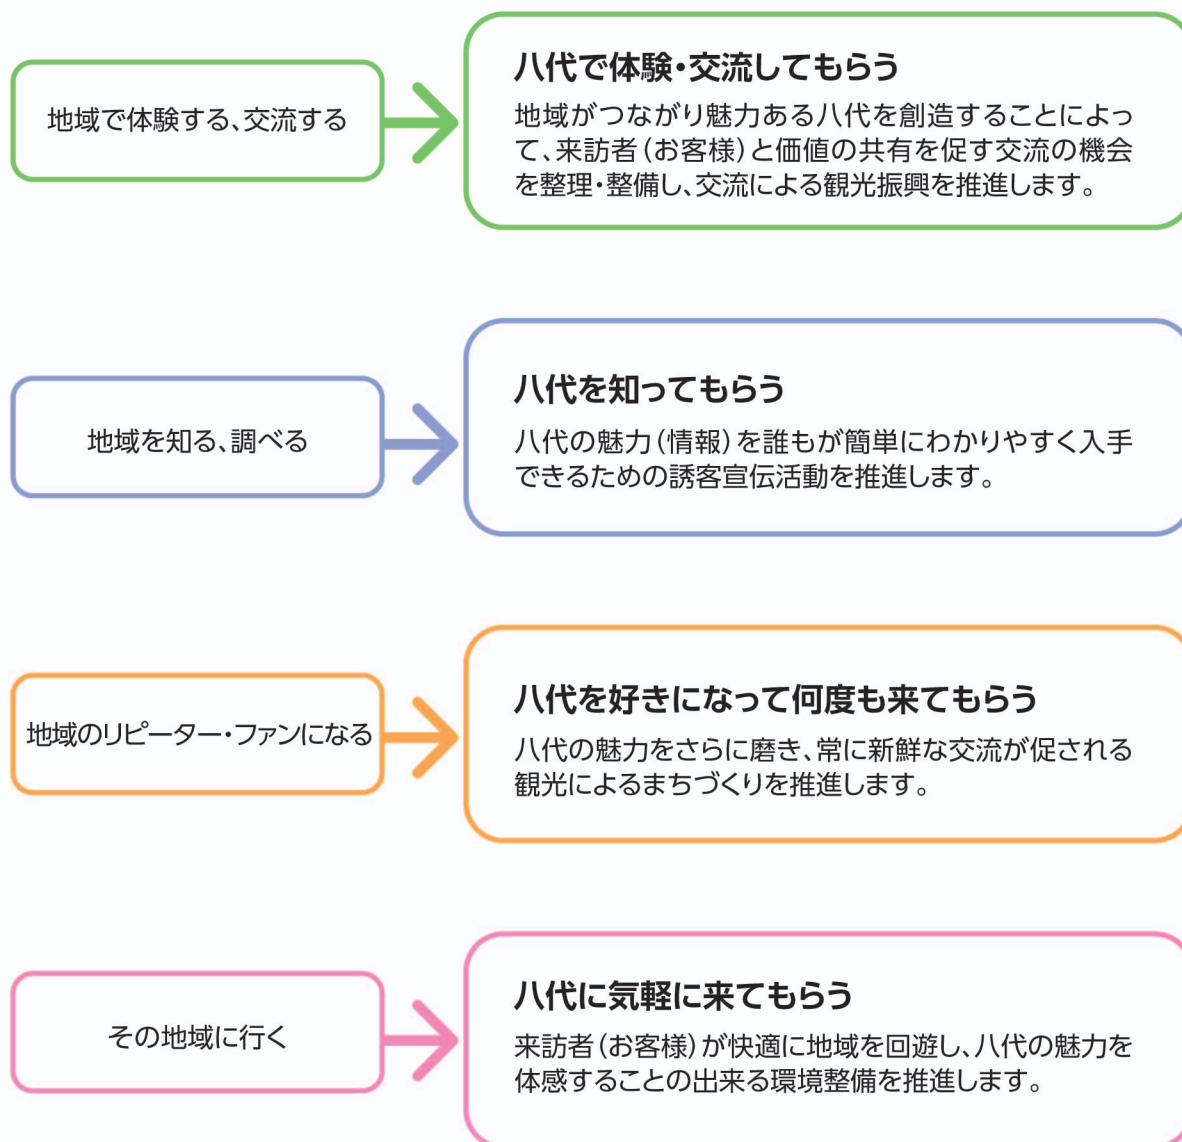 地域で体験する、交流する
八代で体験・交流してもらう
地域がつながり魅力ある八代を創造することによっ
て、来訪者（お客様）と価値の共有を促す交流の機会
を整理・整備し、交流による観光振興を推進します。
地域を知る、調べる
八代を知ってもらう
八代の魅力（情報）を誰もが簡単にわかりやすく入手
できるための誘客宣伝活動を推進します。
地域のリピーター・ファンになる
八代を好きになって何度も来てもらう
八代の魅力をさらに磨き、常に新鮮な交流が促される
観光によるまちづくりを推進します。
その地域に行く
八代に気軽に来てもらう
来訪者（お客様）が快適に地域を回遊し、八代の魅力を
体感することの出来る環境整備を推進します。